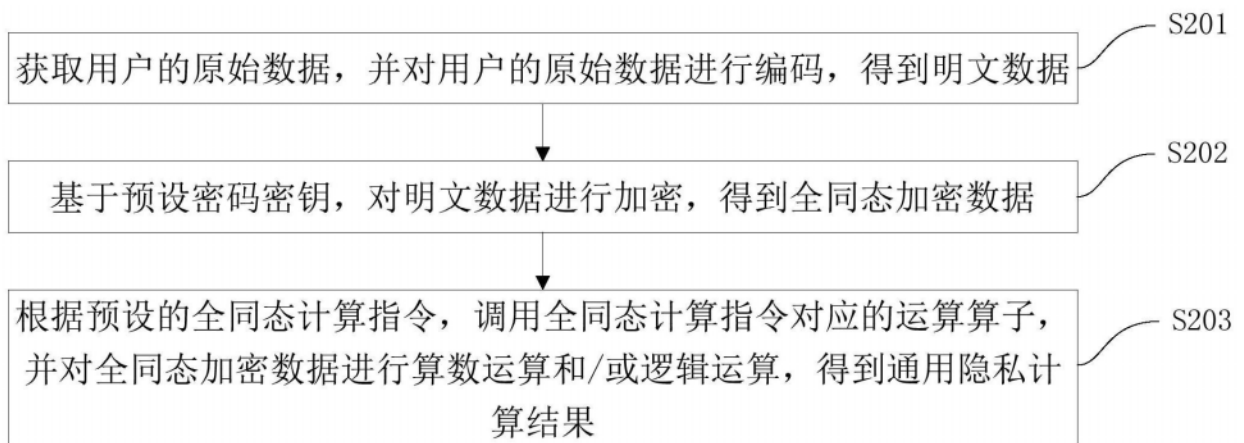 S201
获取用户的原始数据，并对用户的原始数据进行编码，得到明文数据
S202
基于预设密码密钥，对明文数据进行加密，得到全同态加密数据
S203
根据预设的全同态计算指令，调用全同态计算指令对应的运算算子，
并对全同态加密数据进行算数运算和/或逻辑运算，得到通用隐私计
算结果